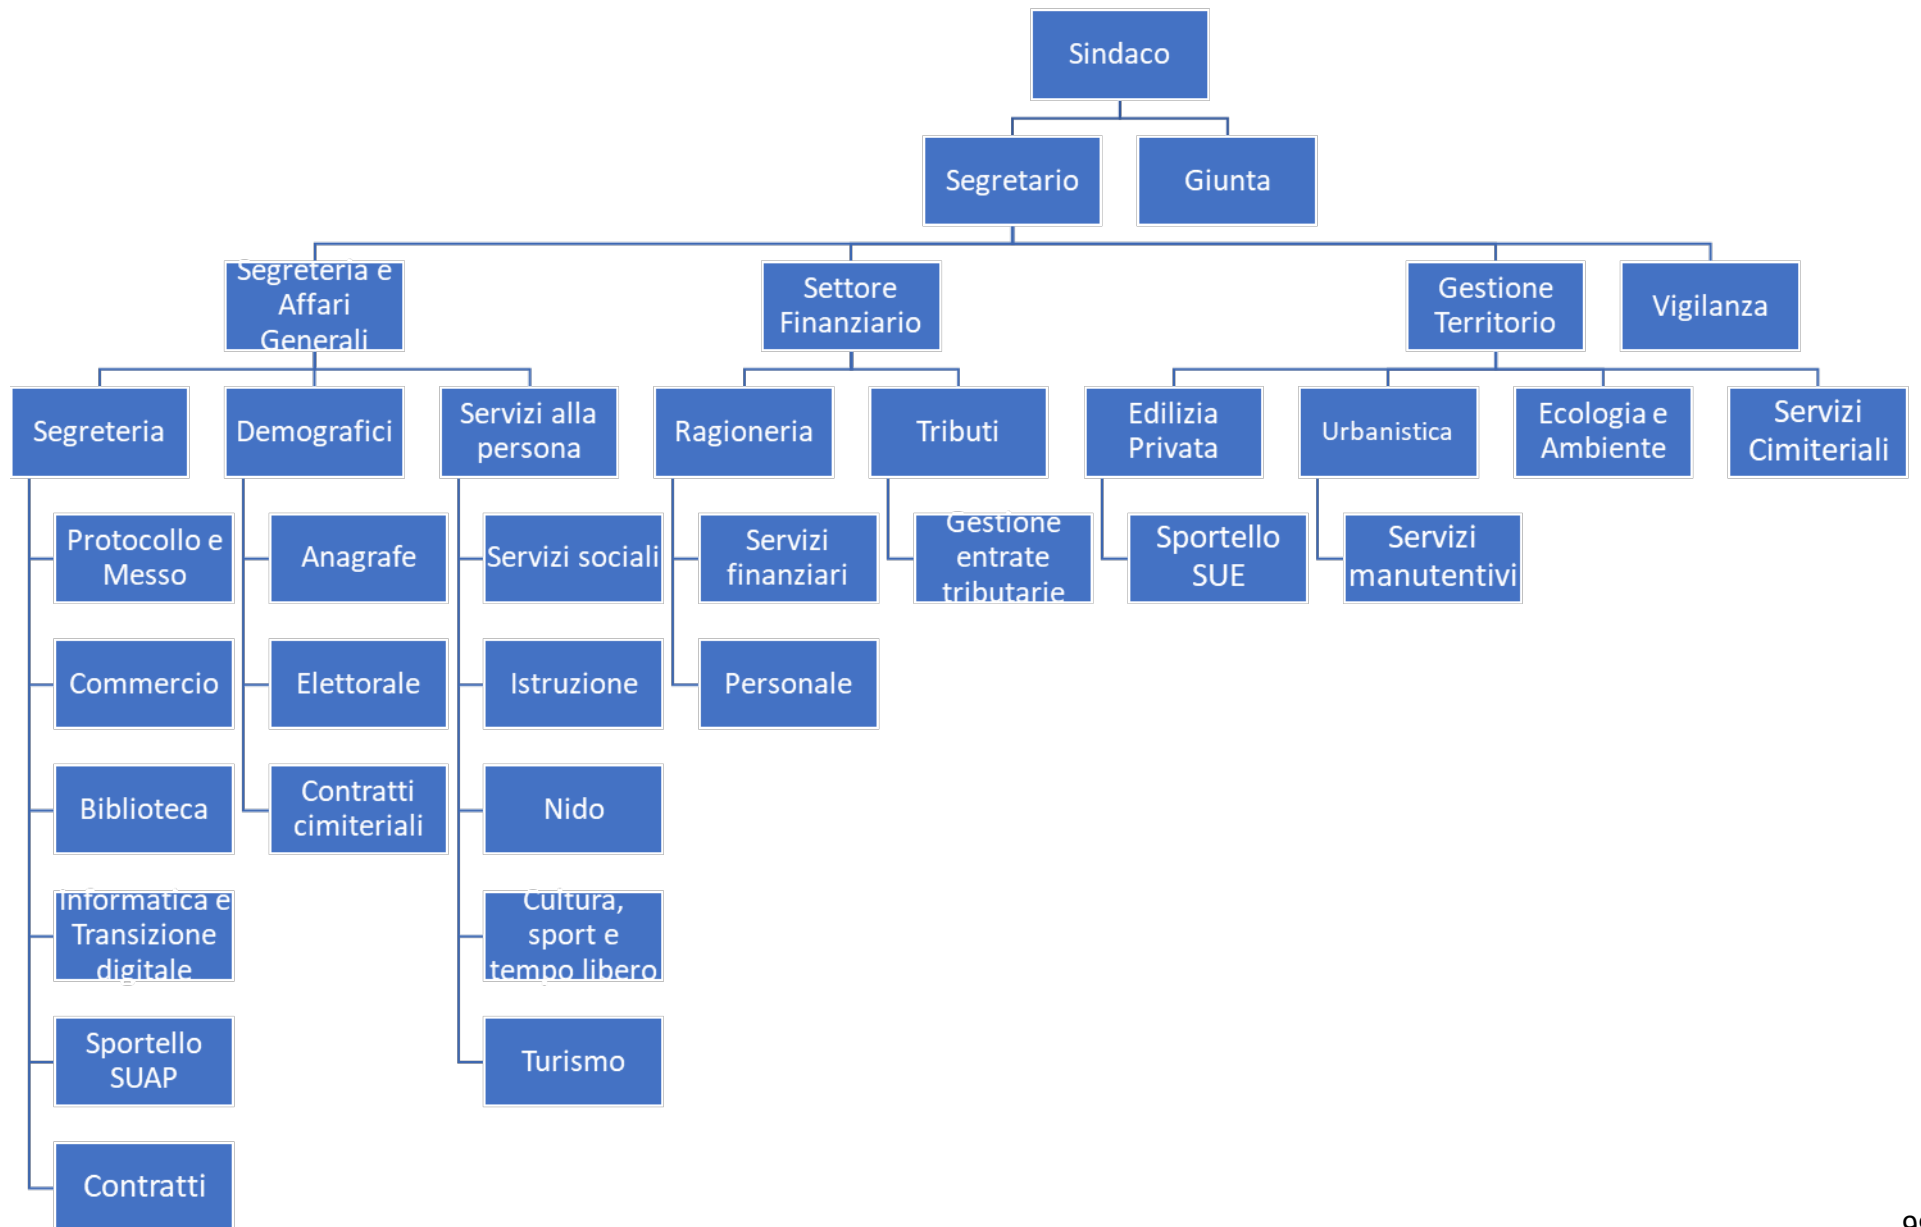 Sindaco
Segretario
Giunta
Segreteria e
Affari
Generali
Settore
Finanziario
Gestione
Territorio
Vigilanza
Segreteria
Demografici
Servizi alla
persona
Ragioneria
Tributi
Edilizia
Privata
Urbanistica
Ecologia e
Ambiente
Servizi
Cimiteriali
Protocollo e
Messo
Anagrafe
Servizi sociali
Servizi
finanziari
Gestione
entrate
tributarie
Sportello
SUE
Servizi
manutentivi
Commercio
Elettorale
Istruzione
Personale
Biblioteca
Contratti
cimiteriali
Nido
Informatica e
Transizione
digitale
Cultura,
sport e
tempo libero
Sportello
SUAP
Turismo
Contratti